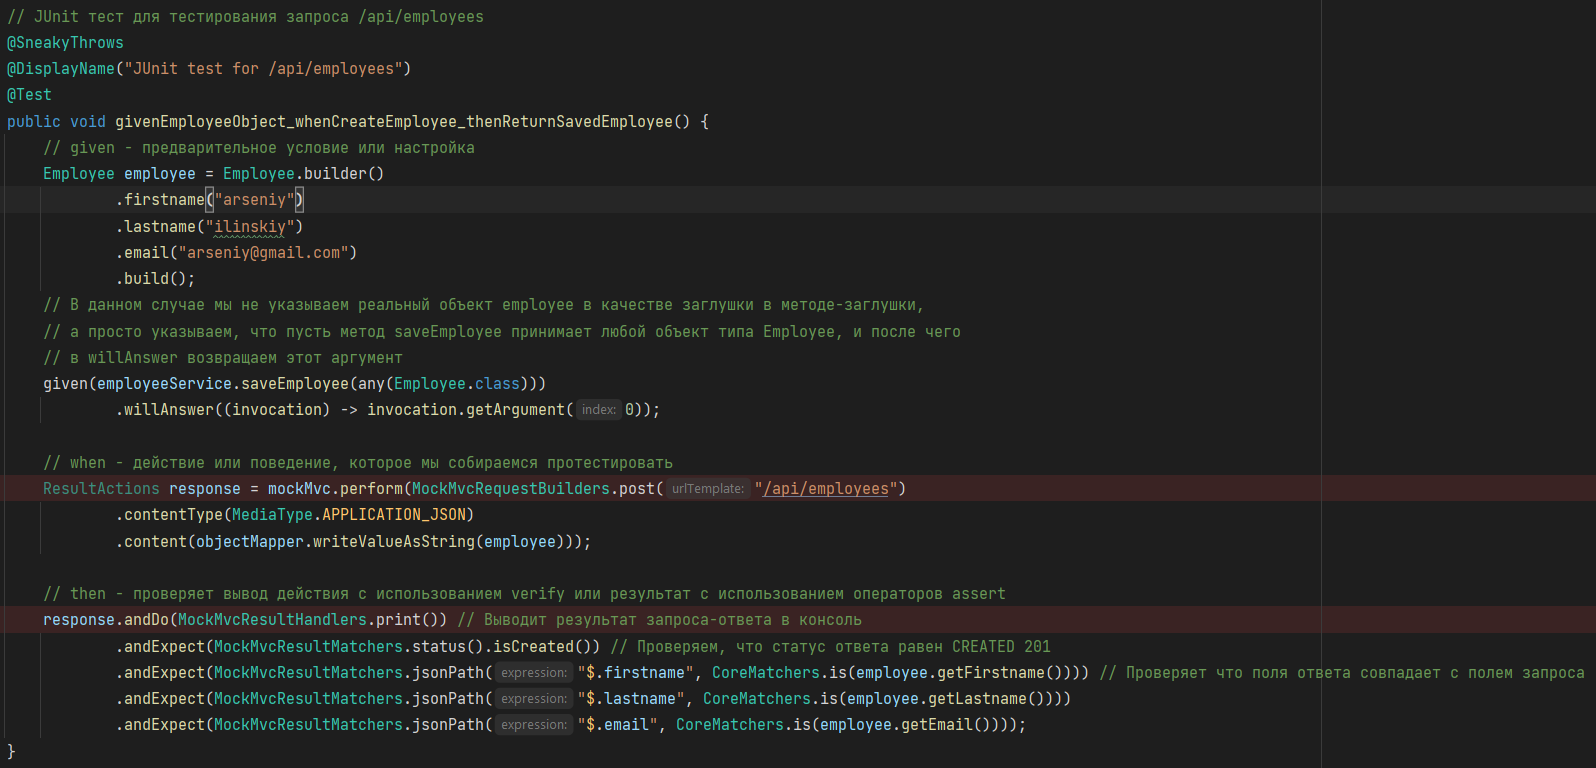 // JUnit тест для тестирования запроса /api/employees
@SneakyThrows
@DisplayName("JUnit test for /api/employees")
@Test
public void givenEmployeeObject_whenCreateEmployee_thenReturnSavedEmployee() {
// given - предварительное условие или настройка
Employee employee = Employee.builder()
.firstname("arseniy")
.lastname("ilinskiy")
.email("arseniy@gmail.com")
.build();
// В данном случае мы не указываем реальный объект employee в качестве заглушки в методе-заглушки,
// а просто указываем, что пусть метод saveEmployee принимает любой объект типа Employee, и после чего
// в willAnswer возвращаем этот аргумент
given(employeeService.saveEmployee(any(Employee.class)))
.willAnswer((invocation) -> invocation.getArgument( index: 0));
// when - действие или поведение, которое мы собираемся протестировать
ResultActions response = mockMvc.perform(MockMvcRequestBuilders.post( urlTemplate: "/api/employees")
.contentType(MediaType.APPLICATION_JSON)
.content(objectMapper.writeValueAsString(employee)));
// then - проверяет вывод действия с использованием verify или результат с использованием операторов assert
response.andDo(MockMvcResultHandlers.print()) // Выводит результат запроса-ответа в консоль
.andExpect(MockMvcResultMatchers.status().isCreated()) // Проверяем, что статус ответа равен CREATED 201
.andExpect(MockMvcResultMatchers.jsonPath( expression: "$.firstname", CoreMatchers.is(employee.getFirstname()))) // Проверяет что поля ответа совпадает с полем запроса
.andExpect(MockMvcResultMatchers.jsonPath( expression: "$.lastname", CoreMatchers.is(employee.getLastname())))
.andExpect(MockMvcResultMatchers.jsonPath( expression: "$.email", CoreMatchers.is(employee.getEmail())));
}